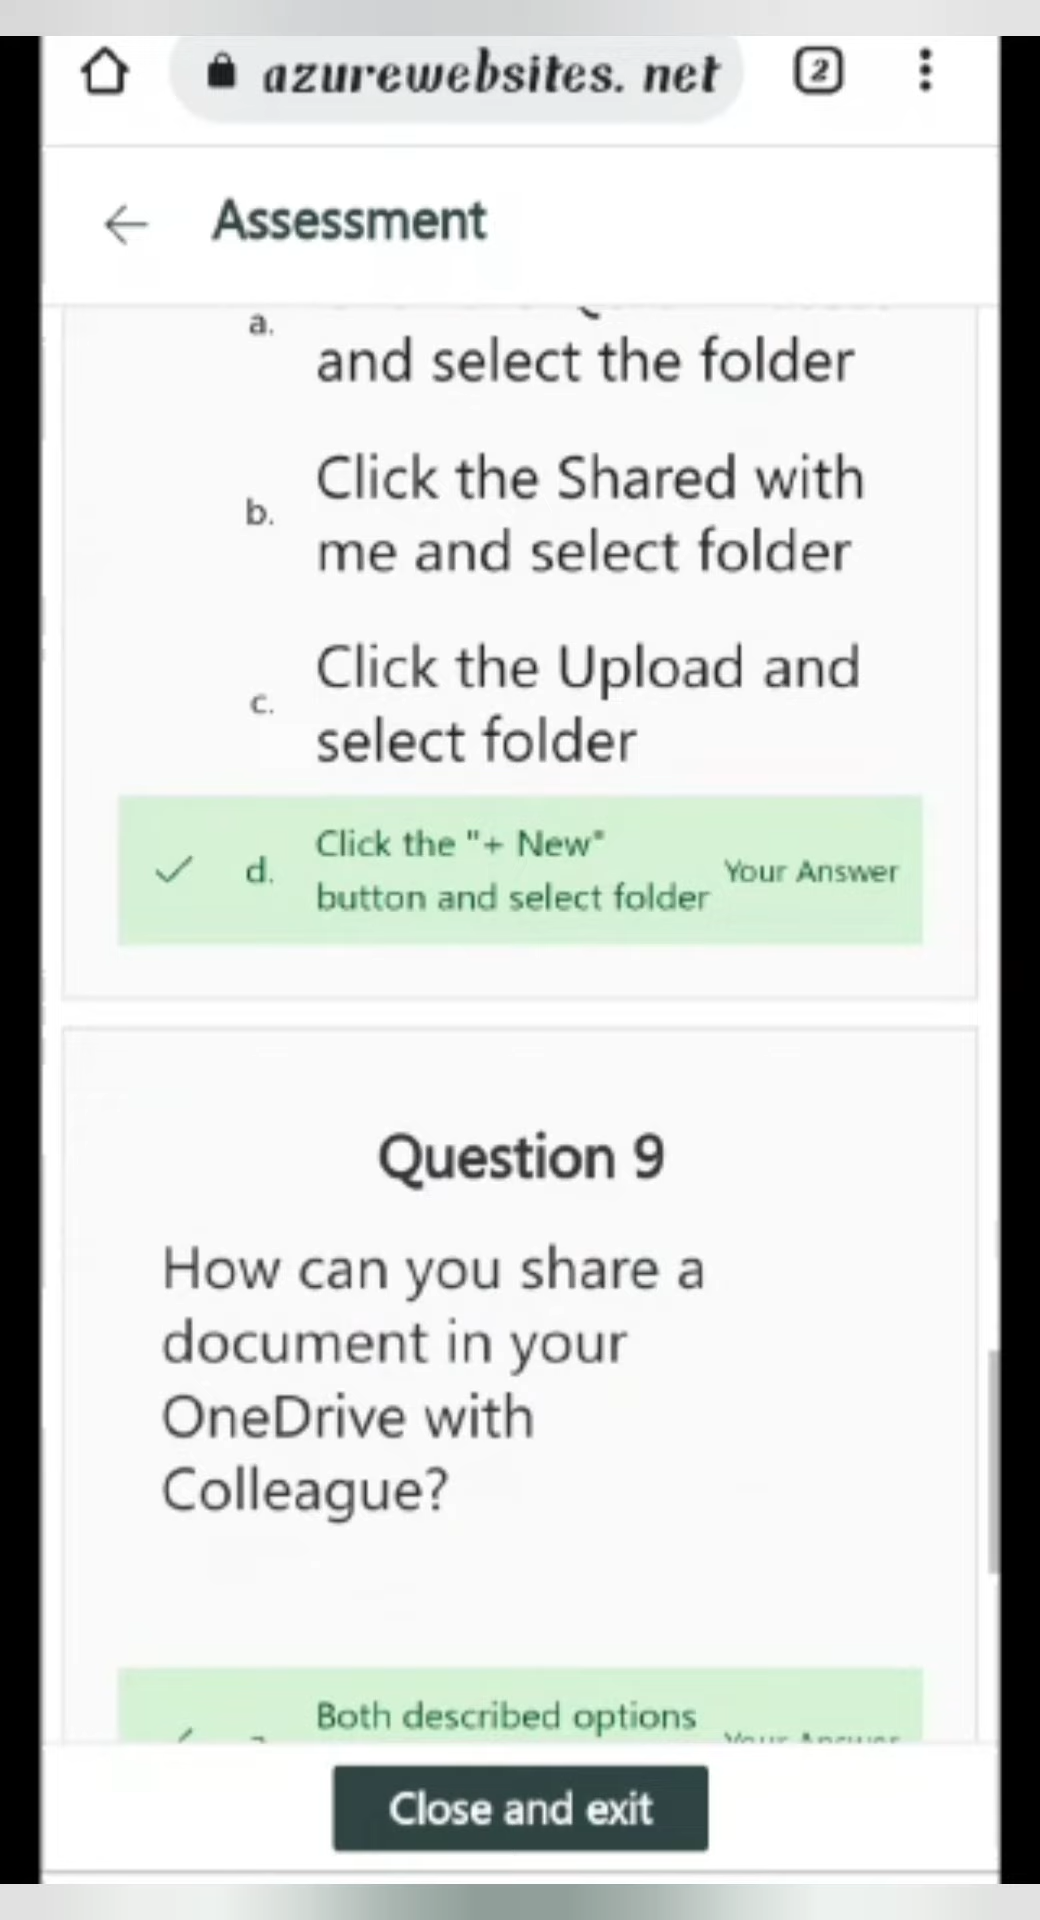 azurewebsites. net
2
Assessment
a.
and select the folder
b.
Click the Shared with
me and select folder
c.
Click the Upload and
select folder
d.
Click the "+ New"
button and select folder
Your Answer
Question 9
How can you share a
document in your
OneDrive with
Colleague?
Both described options
Your Answer
Close and exit